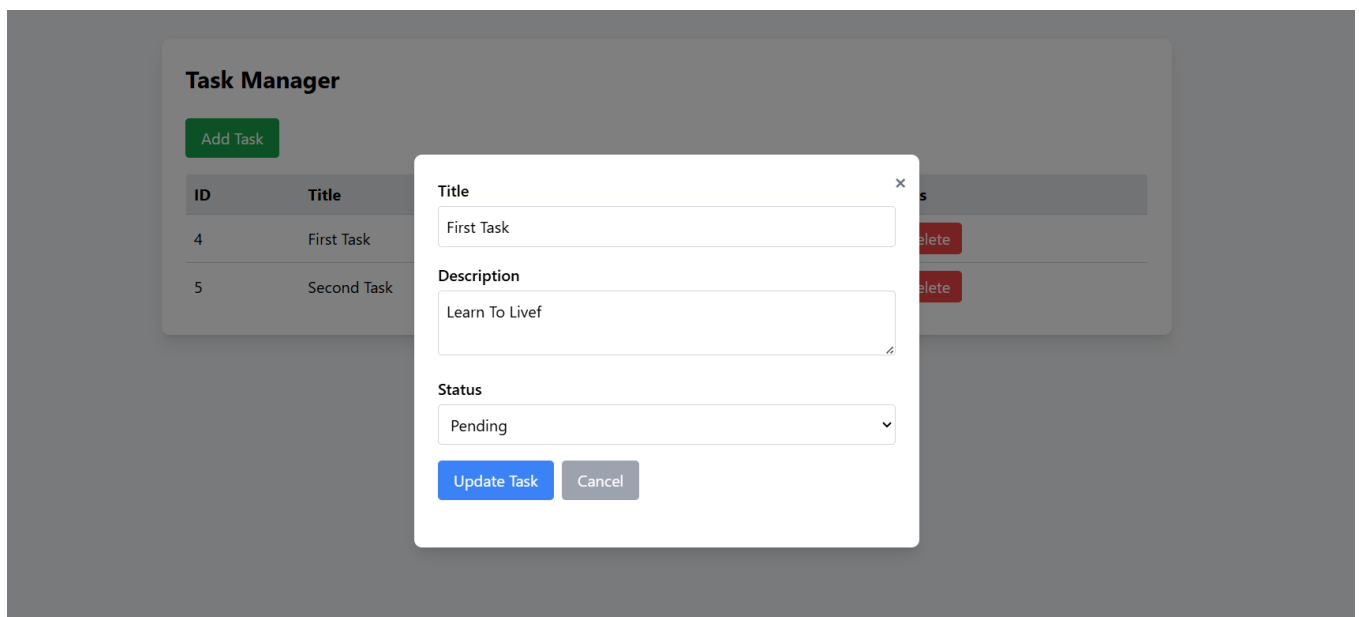 Task Manager
Add Task
ID Title
4 First Task
5 Second Task
×
Title
First Task
Description
Learn To Livef
Status
Pending
Update Task Cancel